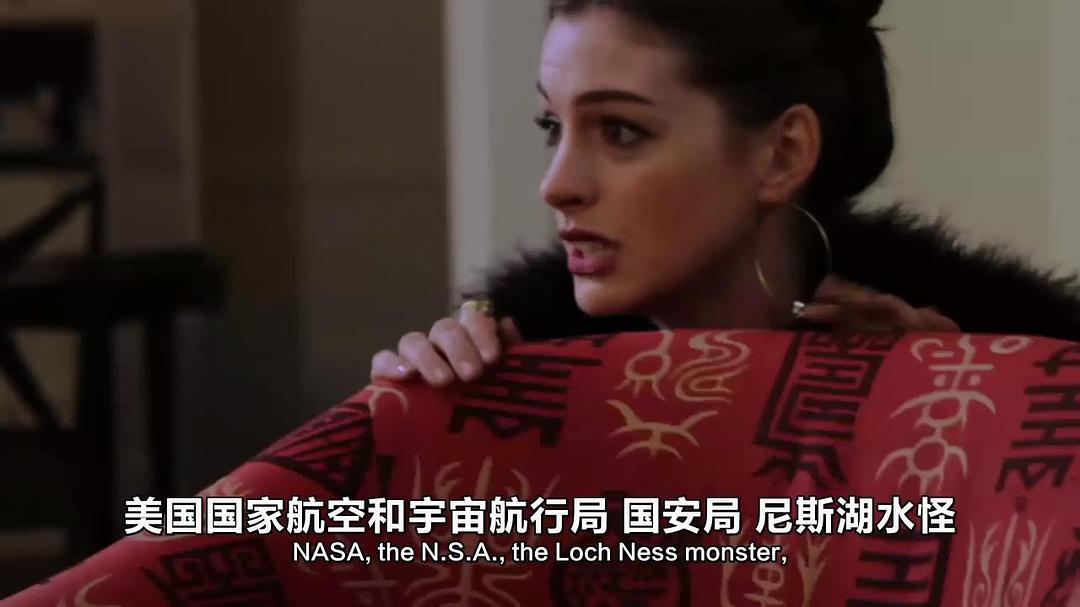 美国国家航空和宇宙航行局 国安局 尼斯湖水怪
NASA, the N.S.A., the Loch Ness monster,